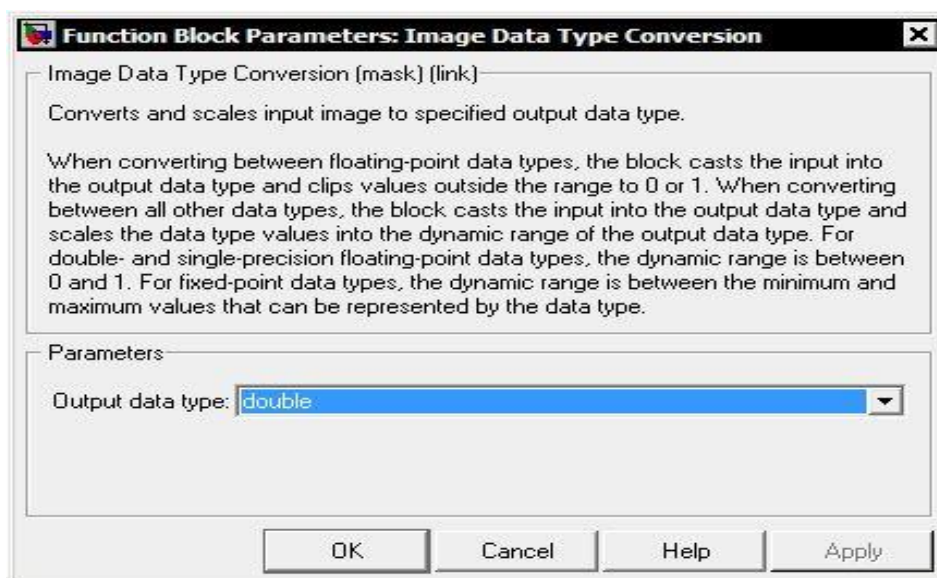 Function Block Parameters: Image Data Type Conversion
Image Data Type Conversion (mask) (link)
Converts and scales input image to specified output data type.
When converting between floating-point data types, the block casts the input into
the output data type and clips values outside the range to 0 or 1. When converting
between all other data types, the block casts the input into the output data type and
scales the data type values into the dynamic range of the output data type. For
double- and single-precision floating-point data types, the dynamic range is between
0 and 1. For fixed-point data types, the dynamic range is between the minimum and
maximum values that can be represented by the data type.
Parameters
Output data type: double
OK Cancel Help Apply